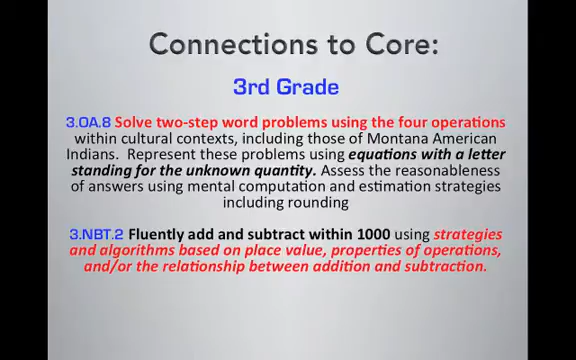 Connections to Core:
3rd Grade
3.OA.8 Solve two-step word problems using the four operations
within cultural contexts, including those of Montana American
Indians. Represent these problems using equations with a letter
standing for the unknown quantity. Assess the reasonableness
of answers using mental computation and estimation strategies
including rounding
3.NBT.2 Fluently add and subtract within 1000 using strategies
and algorithms based on place value, properties of operations,
and/or the relationship between addition and subtraction.